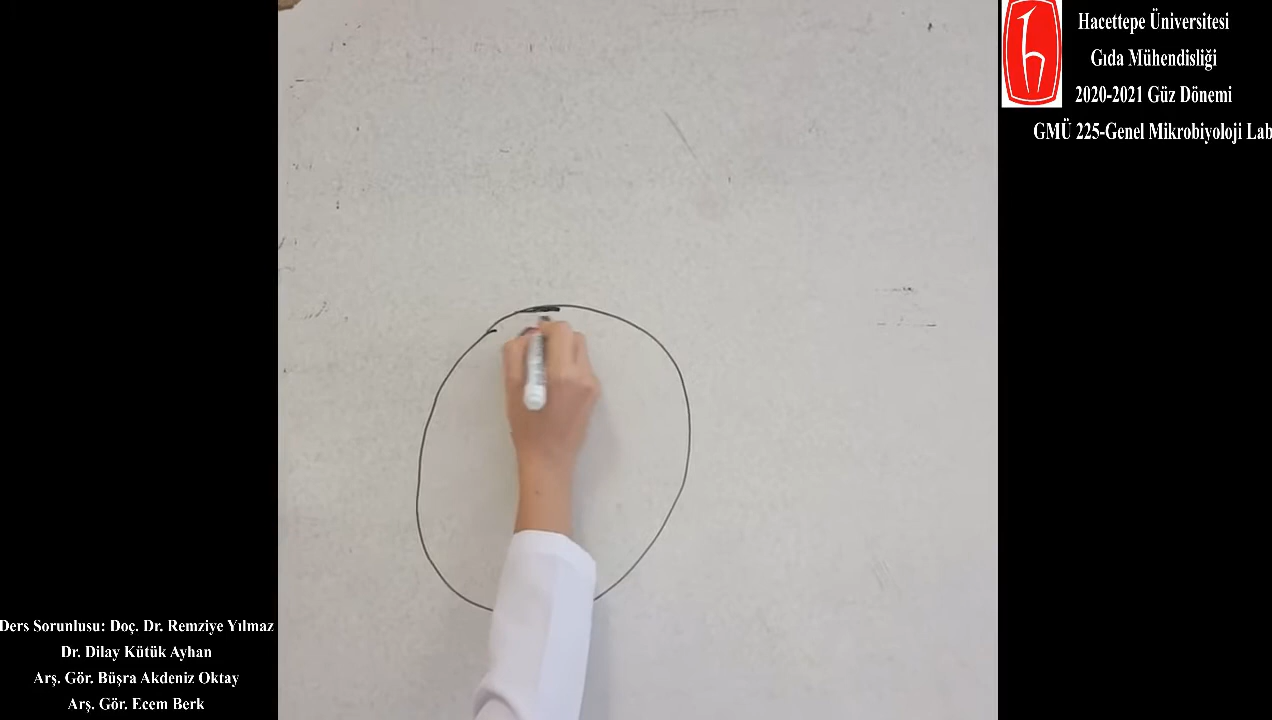 Hacettepe Üniversitesi
Gıda Mühendisliği
2020-2021 Güz Dönemi
GMÜ 225-Genel Mikrobiyoloji Lab
Ders Sorunlusu: Doç. Dr. Remziye Yılmaz
Dr. Dilay Kütük Ayhan
Arş. Gör. Büşra Akdeniz Oktay
Arş. Gör. Ecem Berk